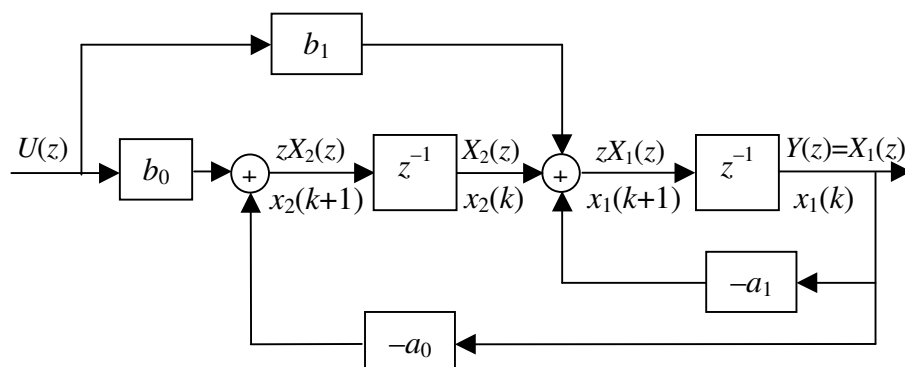 b₁
U(z)
b₀
+
zX₂(z)
x₂(k+1)
z⁻¹
X₂(z)
x₂(k)
+
zX₁(z)
x₁(k+1)
z⁻¹
Y(z)=X₁(z)
x₁(k)
–a₁
–a₀